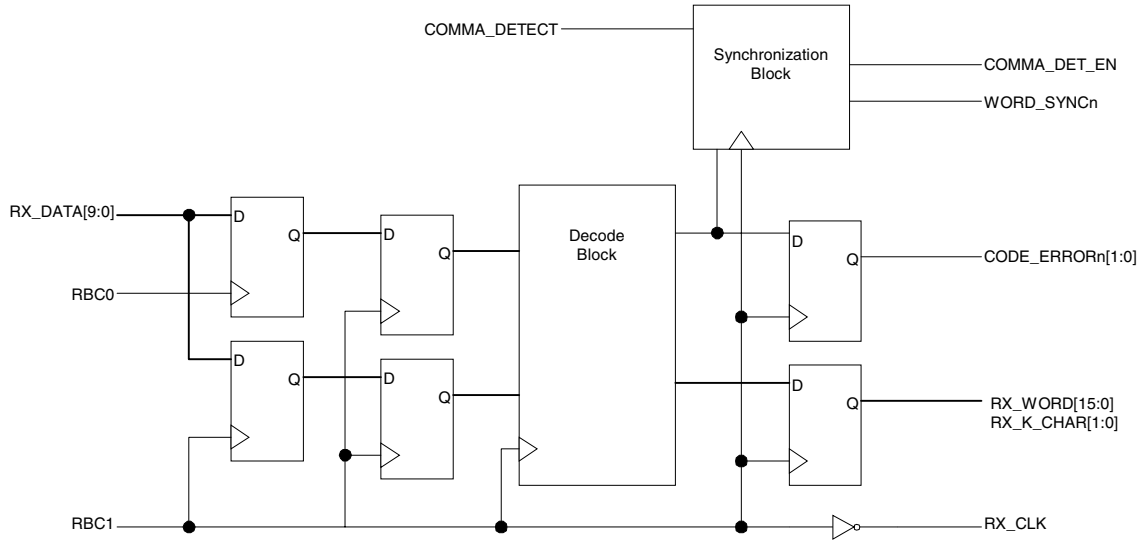 COMMA_DETECT
Synchronization
Block
COMMA_DET_EN
WORD_SYNCn
RX_DATA[9:0]
D
Q
D
Q
Decode
Block
D
Q
CODE_ERRORn[1:0]
RBC0
D
Q
D
Q
D
Q
RX_WORD[15:0]
RX_K_CHAR[1:0]
RBC1
RX_CLK